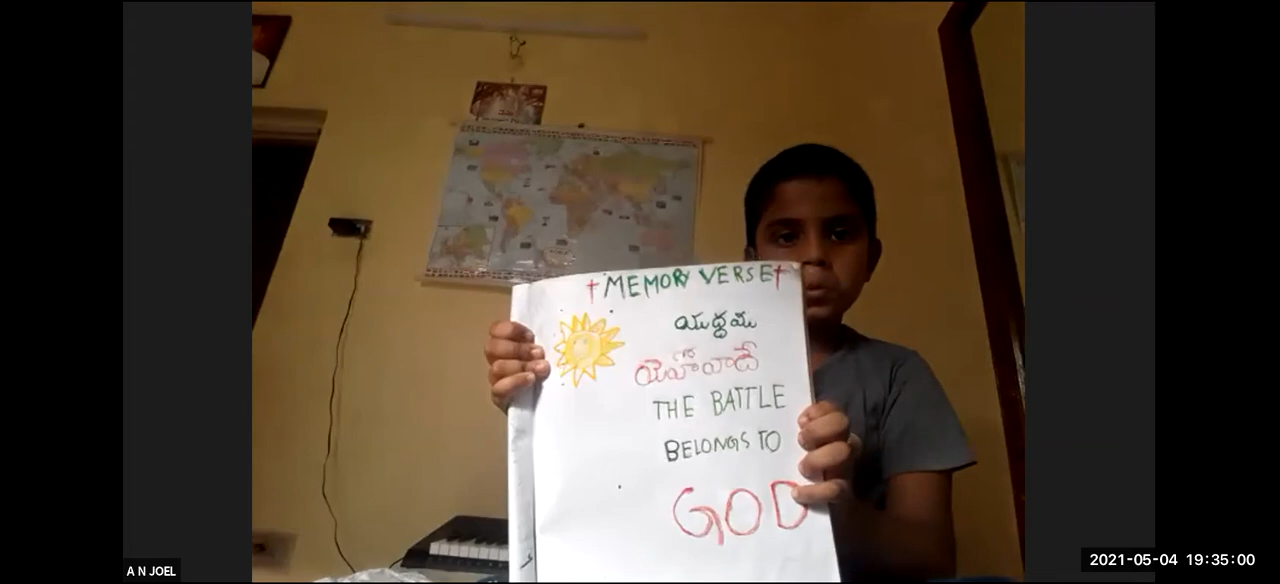 †MEMORY VERSE†
యుద్ధము
యెహోవాదే
THE BATTLE
BELONGS TO
GOD
A N JOEL
2021-05-04 19:35:00